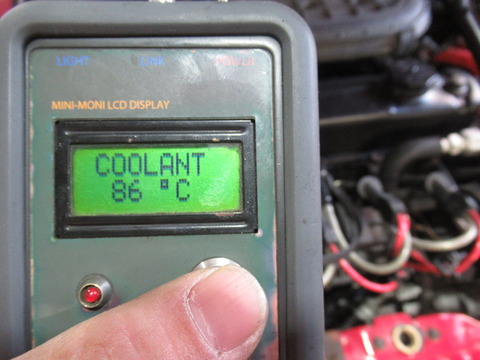 LIGHT LINK POWER
MINI-MONI LCD DISPLAY
COOLANT
86 °C